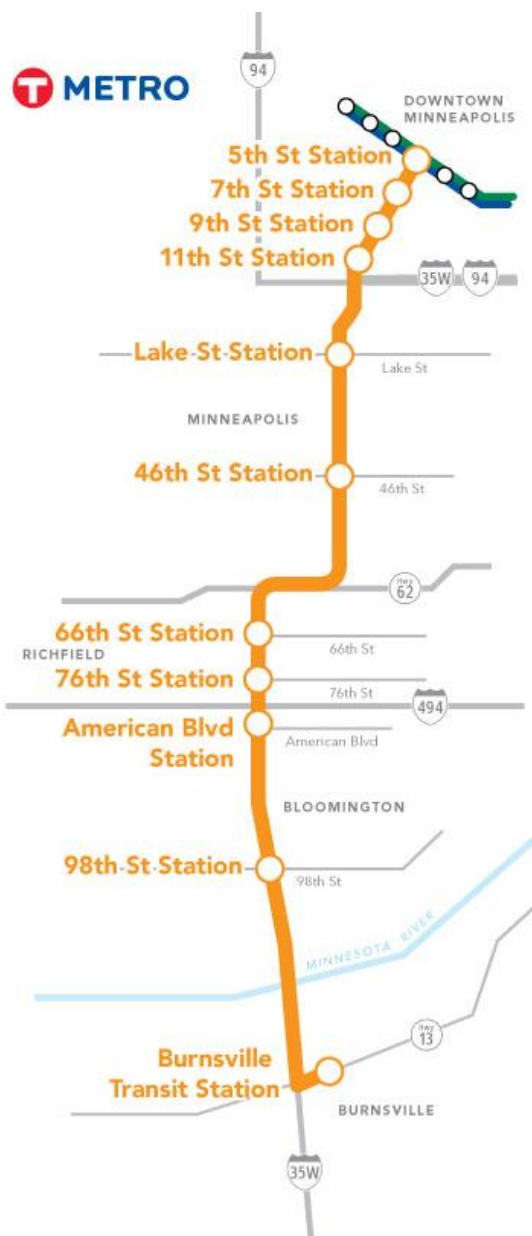 94
T METRO
DOWNTOWN
MINNEAPOLIS
5th St Station
7th St Station
9th St Station
11th St Station
35W
94
Lake St Station
Lake St
MINNEAPOLIS
46th St Station
46th St
Hwy
62
66th St Station
66th St
RICHFIELD
76th St Station
76th St
494
American Blvd
Station
American Blvd
BLOOMINGTON
98th St Station
98th St
MINNESOTA RIVER
Hwy
13
Burnsville
Transit Station
BURNSVILLE
35W